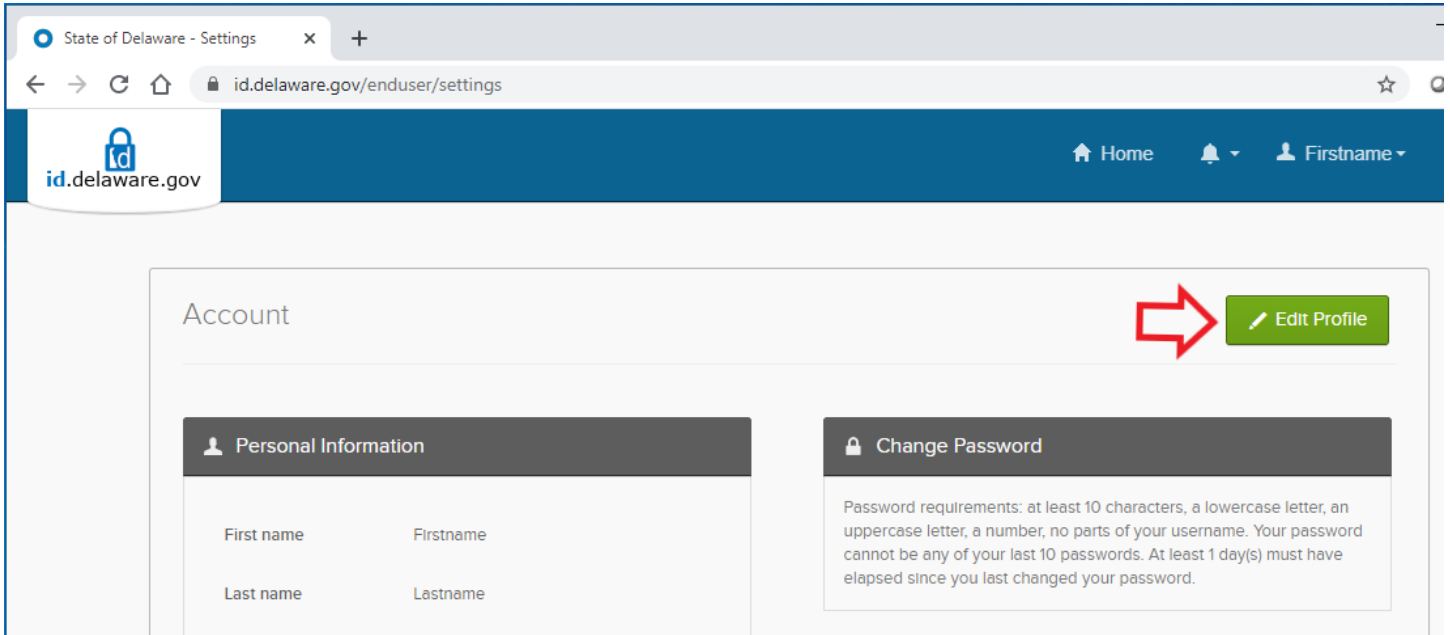 State of Delaware - Settings
id.delaware.gov/enduser/settings
id
id.delaware.gov
Home
Firstname
Account
Edit Profile
Personal Information
First name Firstname
Last name Lastname
Change Password
Password requirements: at least 10 characters, a lowercase letter, an
uppercase letter, a number, no parts of your username. Your password
cannot be any of your last 10 passwords. At least 1 day(s) must have
elapsed since you last changed your password.